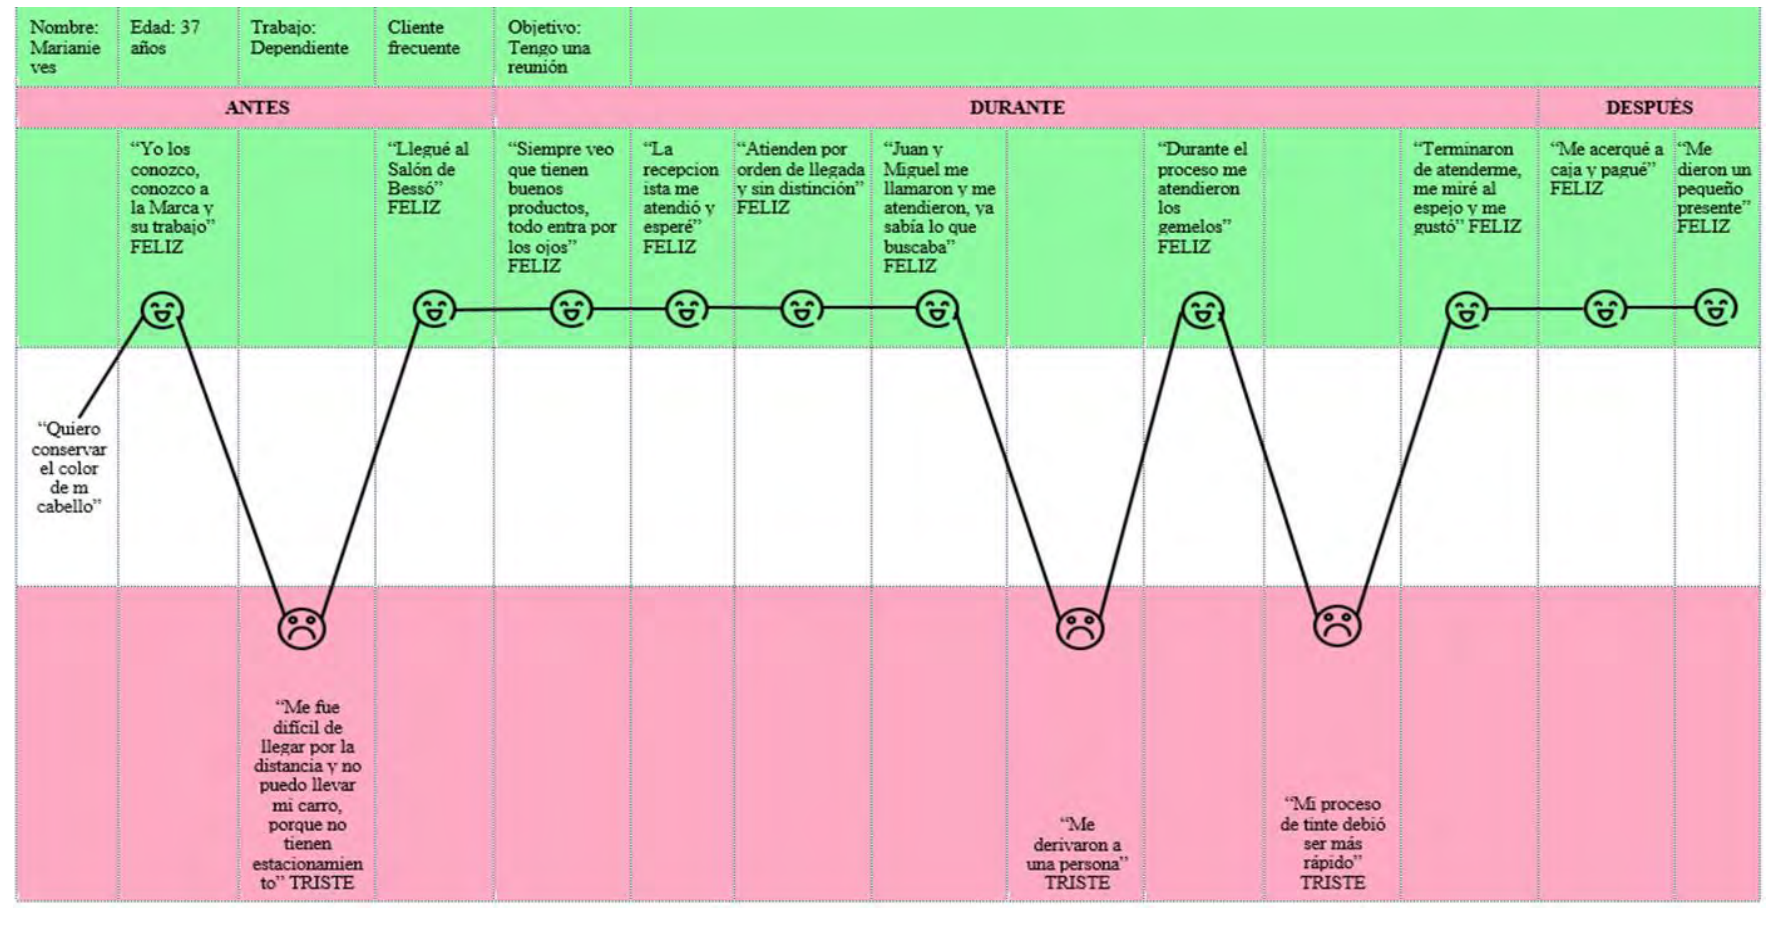 Nombre:
Marianie
ves
Edad: 37
años
Trabajo:
Dependiente
Cliente
frecuente
Objetivo:
Tengo una
reunión
ANTES
DURANTE
DESPUÉS
“Yo los
conozco,
conozco a
la Marca y
su trabajo”
FELIZ
“Llegué al
Salón de
Bessó”
FELIZ
“Siempre veo
que tienen
buenos
productos,
todo entra por
los ojos”
FELIZ
“La
recepcion
ista me
atendió y
esperé”
FELIZ
“Atienden por
orden de llegada
y sin distinción”
FELIZ
“Juan y
Miguel me
llamaron y me
atendieron, ya
sabía lo que
buscaba”
FELIZ
“Durante el
proceso me
atendieron
los
gemelos”
FELIZ
“Terminaron
de atenderme,
me miré al
espejo y me
gustó” FELIZ
“Me acerqué a
caja y pagué”
FELIZ
“Me
dieron un
pequeño
presente”
FELIZ
“Quiero
conservar
el color
de m
cabello”
“Me fue
difícil de
llegar por la
distancia y no
puedo llevar
mi carro,
porque no
tienen
estacionamien
to” TRISTE
“Me
derivaron a
una persona”
TRISTE
“Mi proceso
de tinte debió
ser más
rápido”
TRISTE